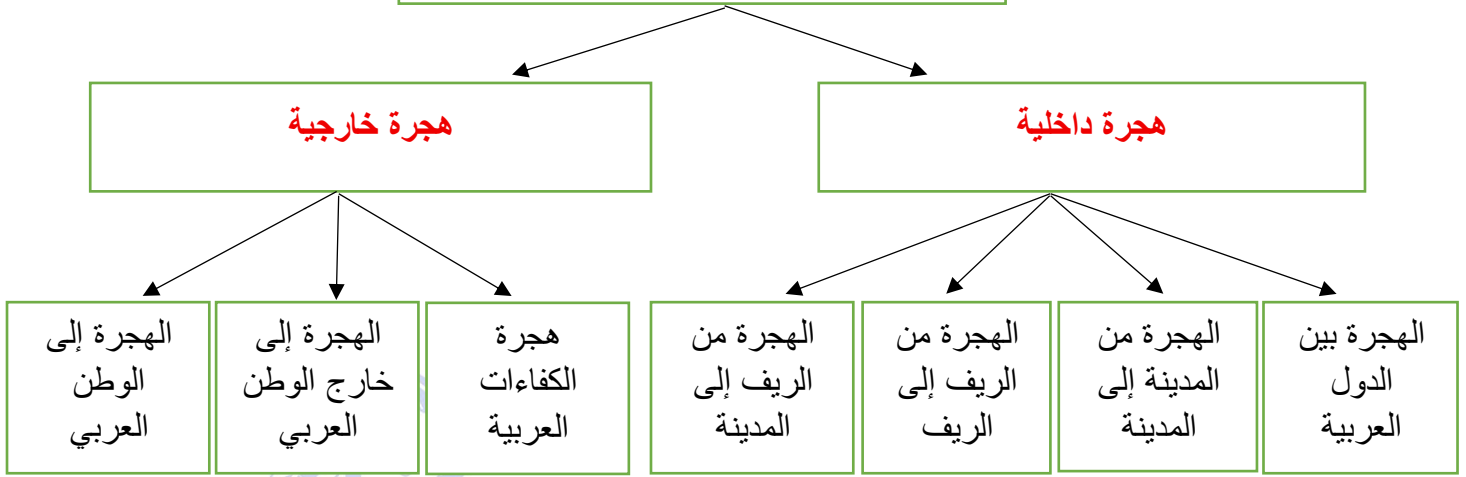 هجرة داخلية
هجرة خارجية
الهجرة بين
الدول
العربية
الهجرة من
المدينة إلى
المدينة
الهجرة من
الريف إلى
الريف
الهجرة من
الريف إلى
المدينة
هجرة
الكفاءات
العربية
الهجرة إلى
خارج الوطن
العربي
الهجرة إلى
الوطن
العربي